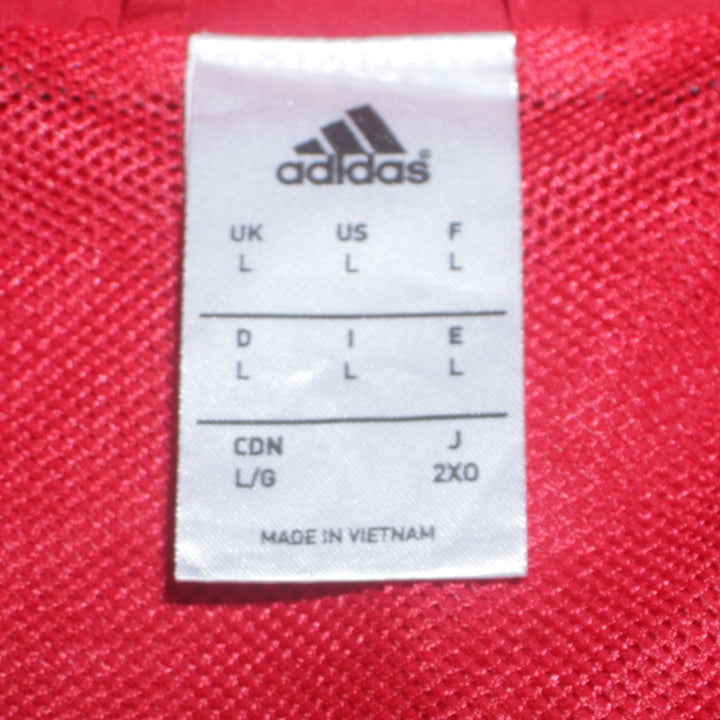 adidas®
UK US F
L L L
D I E
L L L
CDN J
L/G 2XO
MADE IN VIETNAM